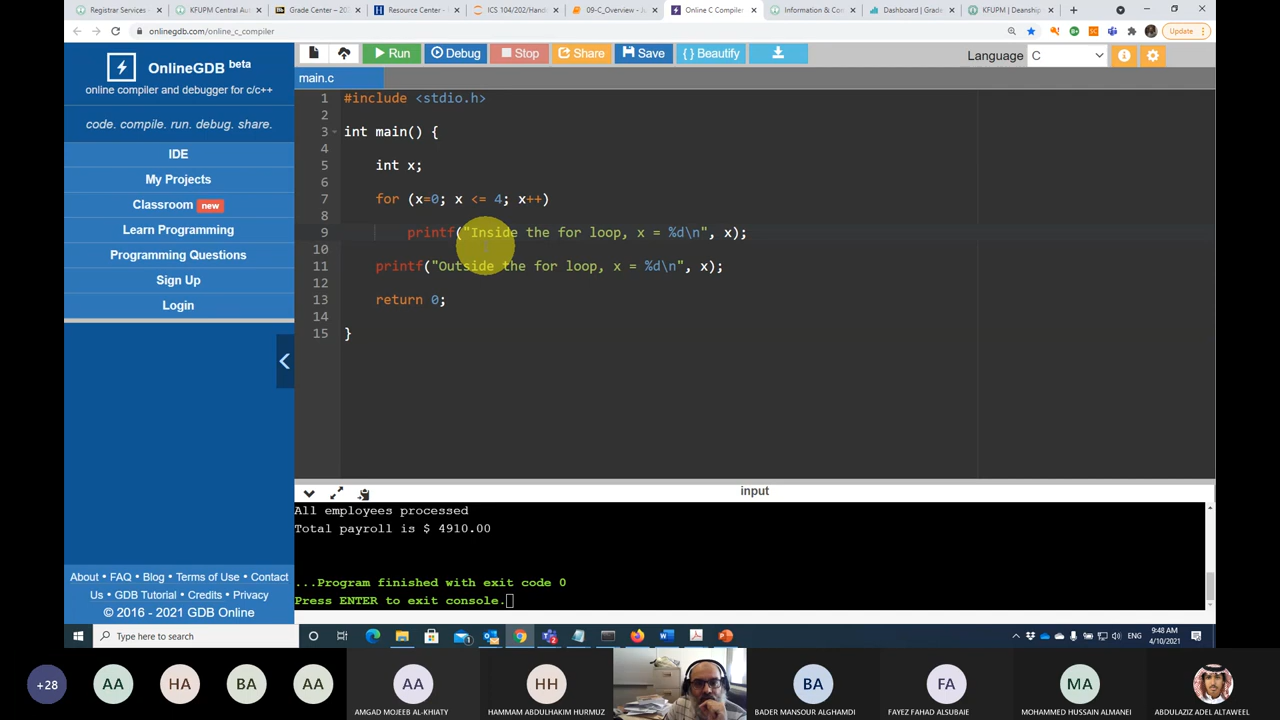 Registrar Services -
KFUPM Central Au
Grade Center – 20
Resource Center -
ICS 104/202/Hand
09-C_Overview - J
Online C Compiler
Information & Co
Dashboard | Grad
KFUPM | Deanship
onlinegdb.com/online_c_compiler
Update
OnlineGDB beta
online compiler and debugger for c/c++
code. compile. run. debug. share.
IDE
My Projects
Classroom new
Learn Programming
Programming Questions
Sign Up
Login
About • FAQ • Blog • Terms of Use • Contact
Us • GDB Tutorial • Credits • Privacy
© 2016 - 2021 GDB Online
Run Debug Stop Share Save { } Beautify
Language C
main.c
1 #include <stdio.h>
2
3 int main() {
4
5 int x;
6
7 for (x=0; x <= 4; x++)
8
9 printf("Inside the for loop, x = %d\n", x);
10
11 printf("Outside the for loop, x = %d\n", x);
12
13 return 0;
14
15 }
input
All employees processed
Total payroll is $ 4910.00
...Program finished with exit code 0
Press ENTER to exit console.
Type here to search
ENG
9:48 AM
4/10/2021
+28
AA
HA
BA
AA
AA
AMGAD MOJEEB AL-KHIATY
HH
HAMMAM ABDULHAKIM HURMUZ
BA
BADER MANSOUR ALGHAMDI
FA
FAYEZ FAHAD ALSUBAIE
MA
MOHAMMED HUSSAIN ALMANEI
ABDULAZIZ ADEL ALTAWEEL